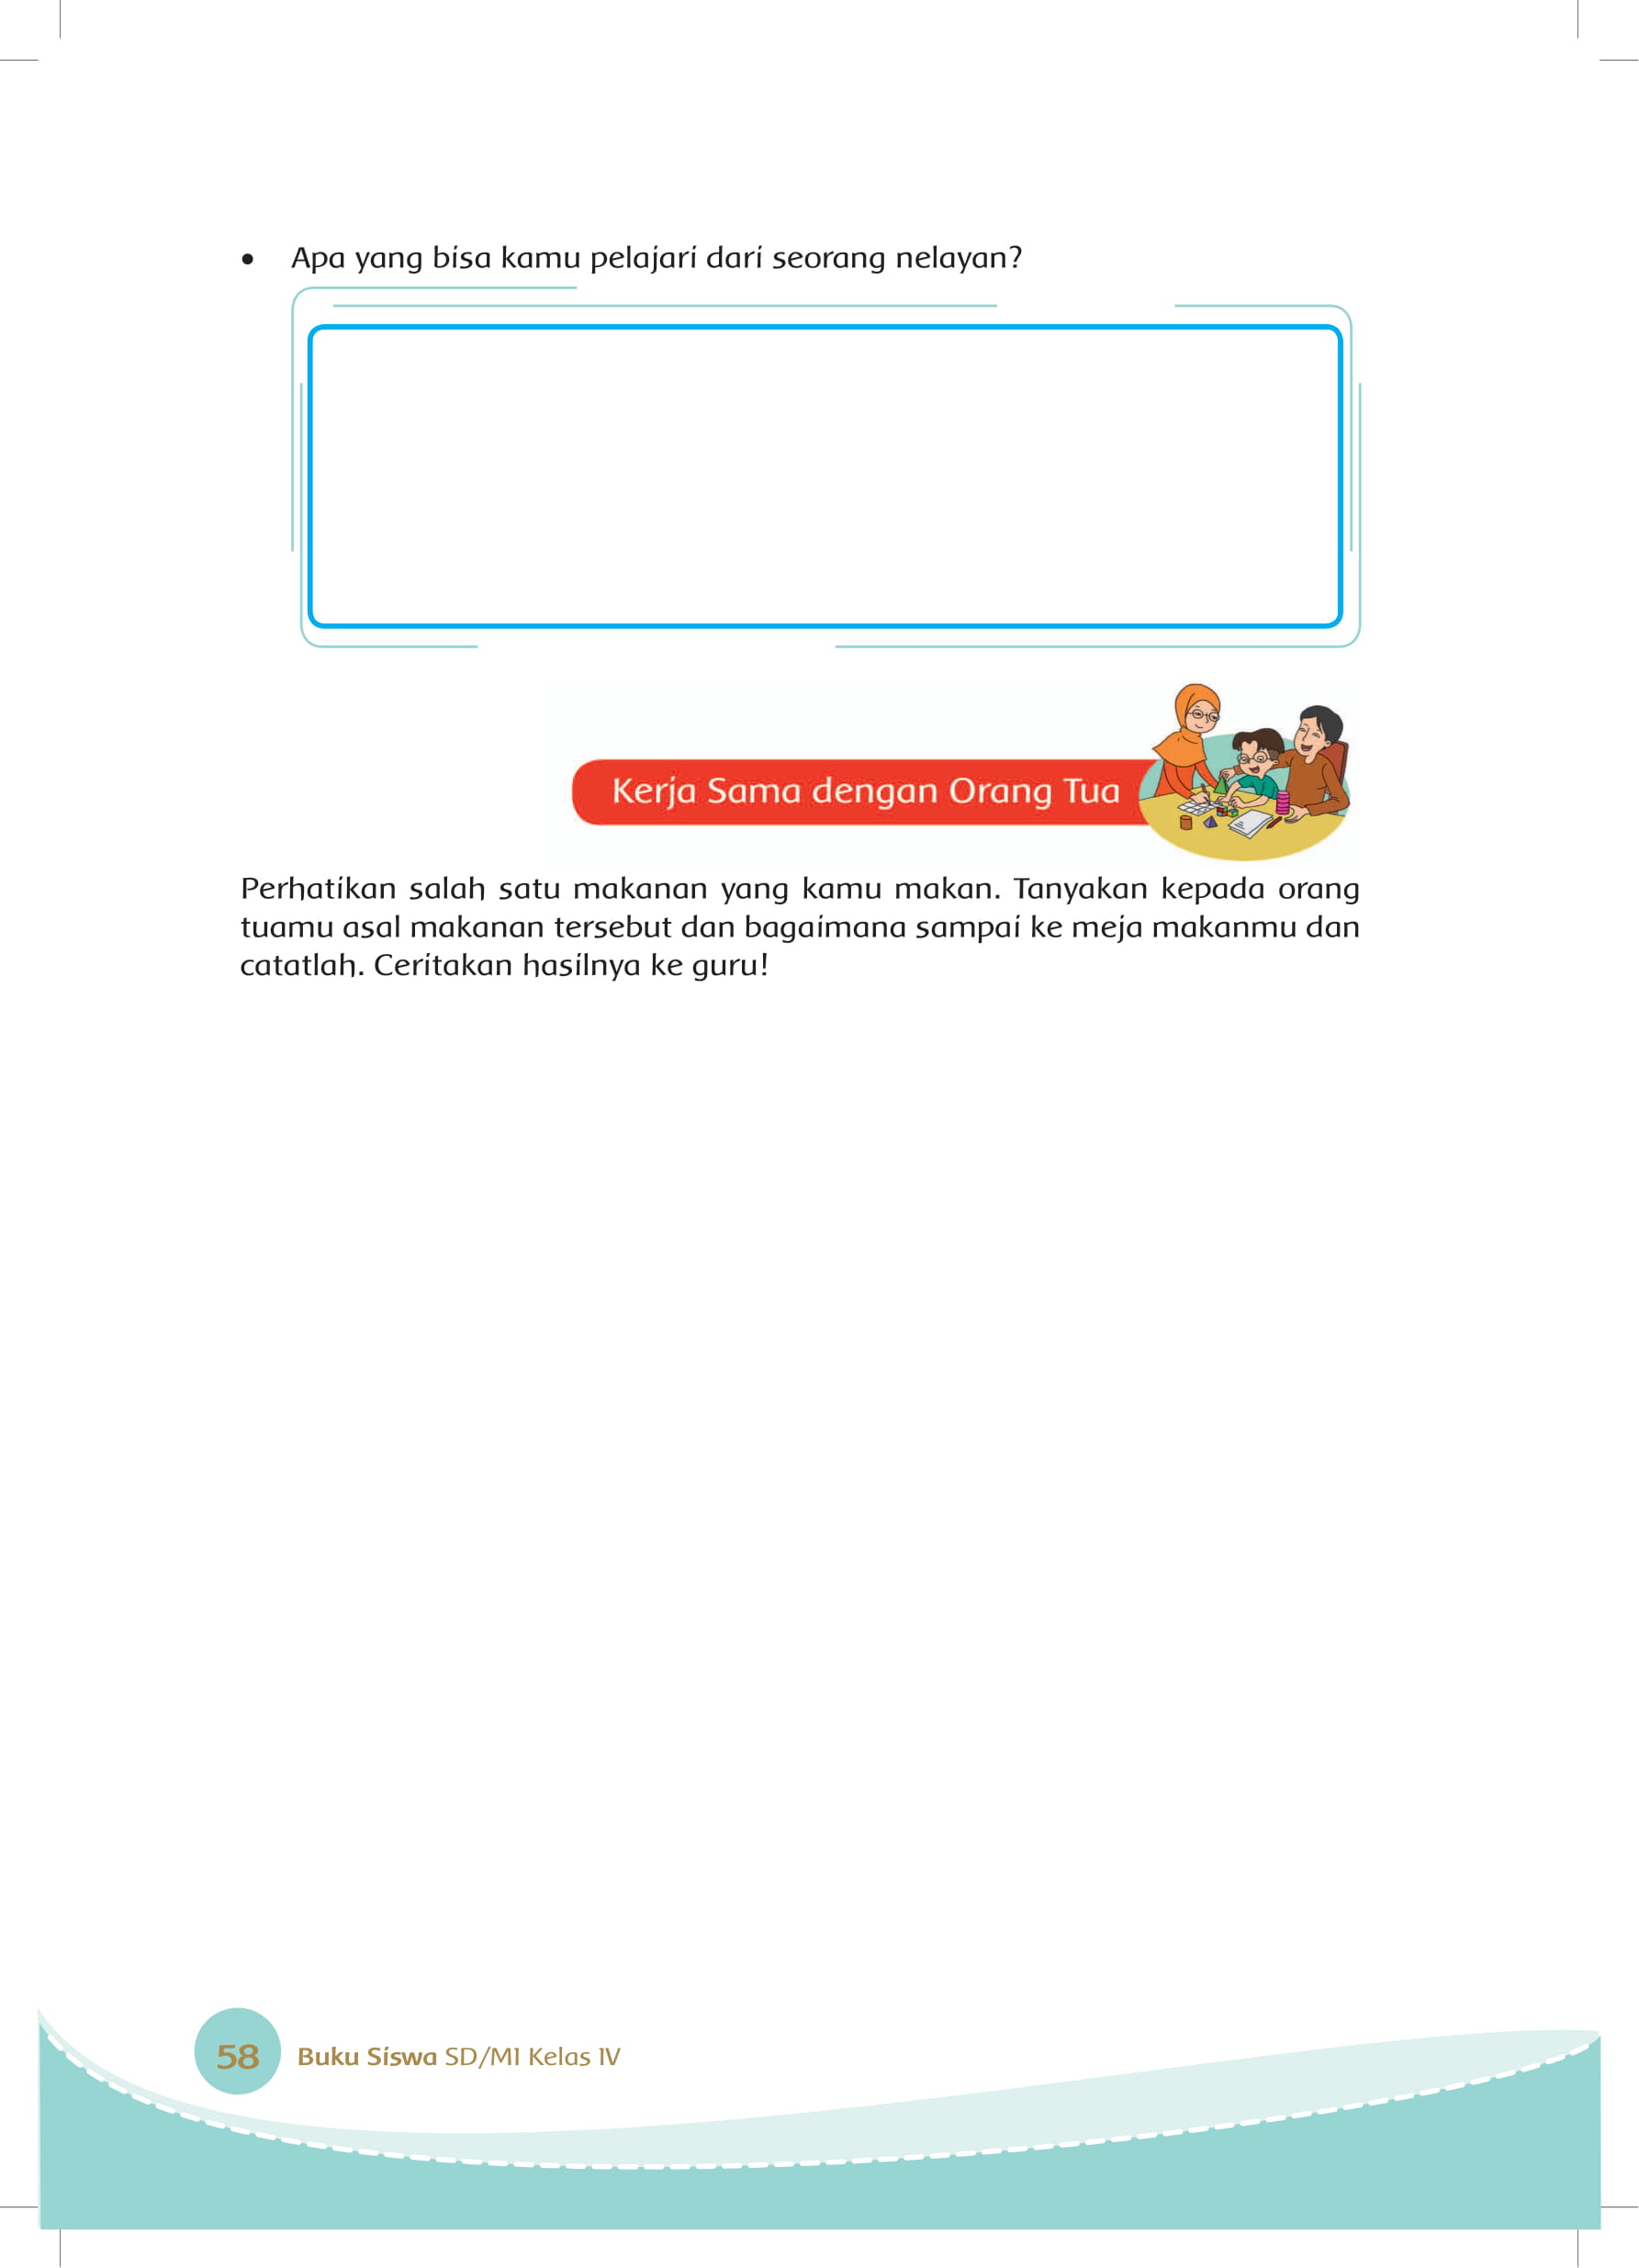 • Apa yang bisa kamu pelajari dari seorang nelayan?
Kerja Sama dengan Orang Tua
Perhatikan salah satu makanan yang kamu makan. Tanyakan kepada orang
tuamu asal makanan tersebut dan bagaimana sampai ke meja makanmu dan
catatlah. Ceritakan hasilnya ke guru!
58 Buku Siswa SD/MI Kelas IV